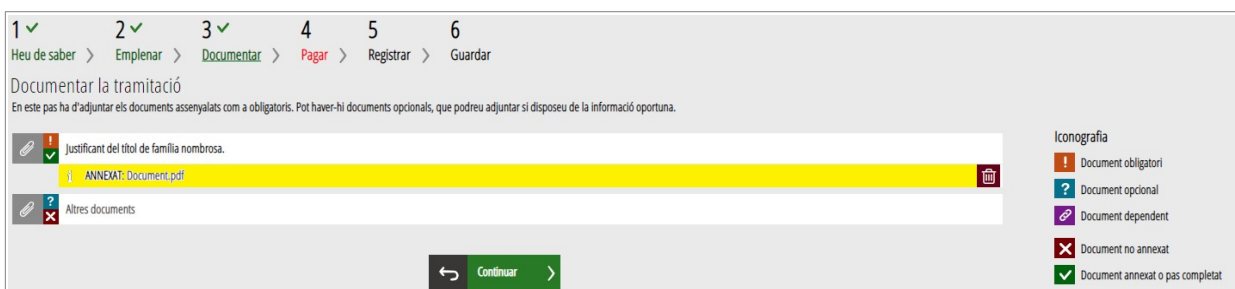 1 2 3 4 5 6
Heu de saber > Emplenar > Documentar > Pagar > Registrar > Guardar
Documentar la tramitació
En este pas ha d'adjuntar els documents assenyalats com a obligatoris. Pot haver-hi documents opcionals, que podreu adjuntar si disposeu de la informació oportuna.
! Justificant del títol de família nombrosa.
i ANNEXAT: Document.pdf
? Altres documents
Continuar >
Iconografia
! Document obligatori
? Document opcional
Document dependent
Document no annexat
Document annexat o pas completat